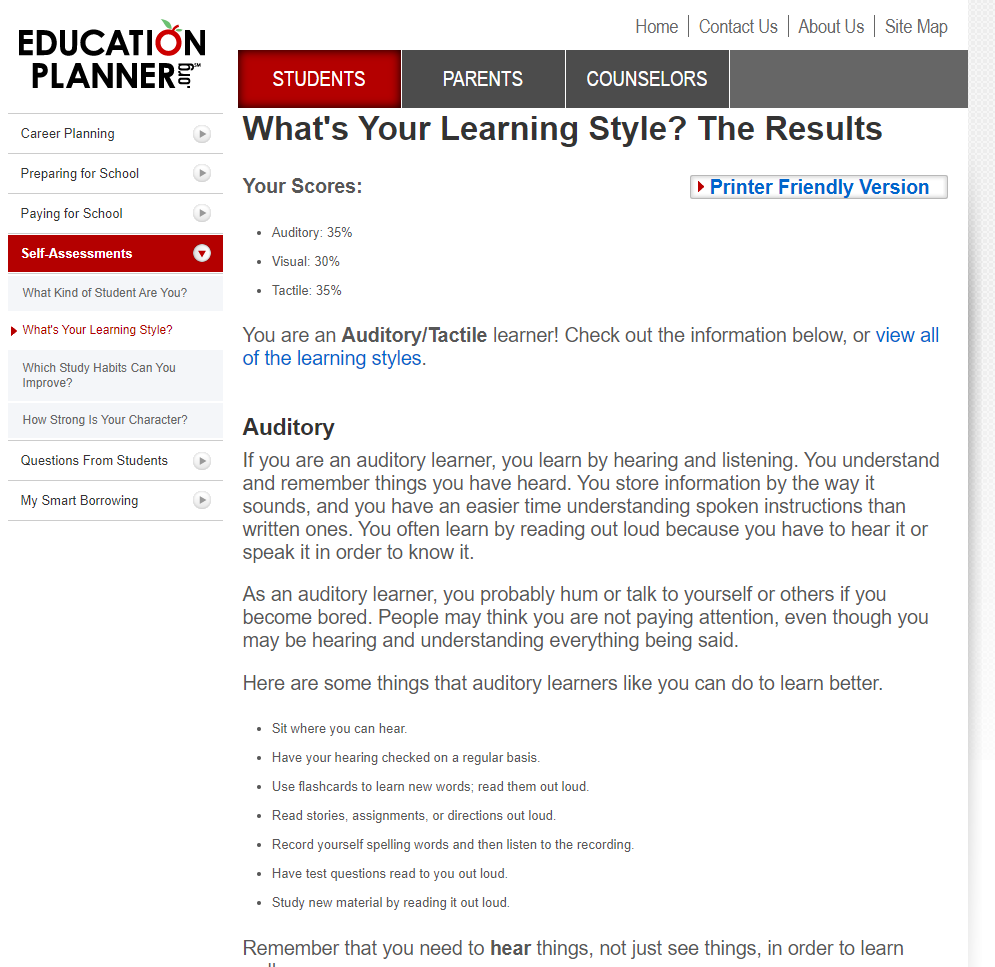 EDUCATION
PLANNER.org
Home
Contact Us
About Us
Site Map
STUDENTS
PARENTS
COUNSELORS
Career Planning
Preparing for School
Paying for School
Self-Assessments
What Kind of Student Are You?
What's Your Learning Style?
Which Study Habits Can You
Improve?
How Strong Is Your Character?
Questions From Students
My Smart Borrowing
What's Your Learning Style? The Results
Your Scores:
Printer Friendly Version
Auditory: 35%
Visual: 30%
Tactile: 35%
You are an Auditory/Tactile learner! Check out the information below, or view all
of the learning styles.
Auditory
If you are an auditory learner, you learn by hearing and listening. You understand
and remember things you have heard. You store information by the way it
sounds, and you have an easier time understanding spoken instructions than
written ones. You often learn by reading out loud because you have to hear it or
speak it in order to know it.
As an auditory learner, you probably hum or talk to yourself or others if you
become bored. People may think you are not paying attention, even though you
may be hearing and understanding everything being said.
Here are some things that auditory learners like you can do to learn better.
Sit where you can hear.
Have your hearing checked on a regular basis.
Use flashcards to learn new words; read them out loud.
Read stories, assignments, or directions out loud.
Record yourself spelling words and then listen to the recording.
Have test questions read to you out loud.
Study new material by reading it out loud.
Remember that you need to hear things, not just see things, in order to learn